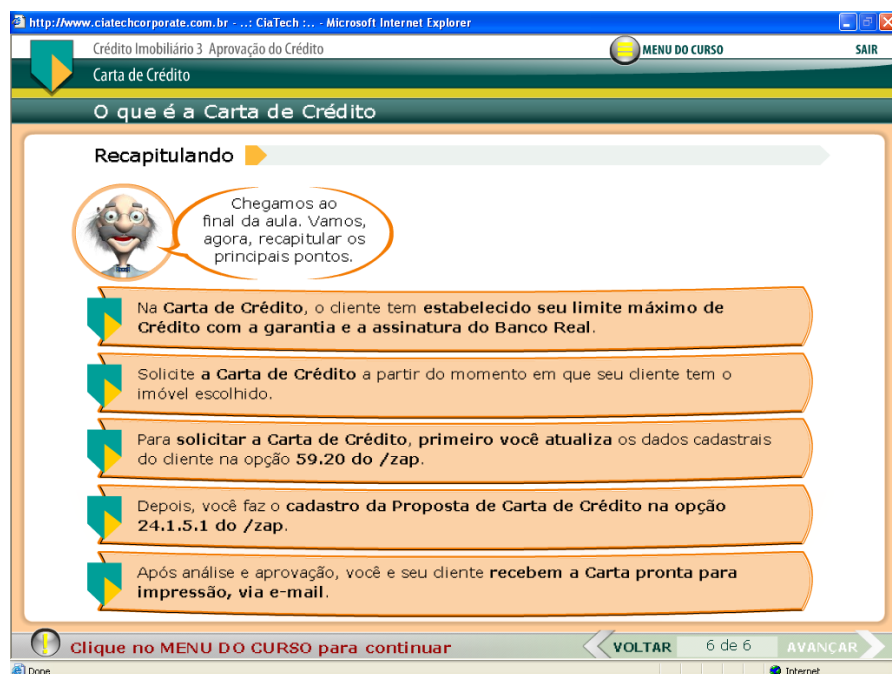 http://www.ciatechcorporate.com.br - ..: CiaTech :.. - Microsoft Internet Explorer
Crédito Imobiliário 3 Aprovação do Crédito
MENU DO CURSO
SAIR
Carta de Crédito
O que é a Carta de Crédito
Recapitulando
Chegamos ao
final da aula. Vamos,
agora, recapitular os
principais pontos.
Na Carta de Crédito, o cliente tem estabelecido seu limite máximo de
Crédito com a garantia e a assinatura do Banco Real.
Solicite a Carta de Crédito a partir do momento em que seu cliente tem o
imóvel escolhido.
Para solicitar a Carta de Crédito, primeiro você atualiza os dados cadastrais
do cliente na opção 59.20 do /zap.
Depois, você faz o cadastro da Proposta de Carta de Crédito na opção
24.1.5.1 do /zap.
Após análise e aprovação, você e seu cliente recebem a Carta pronta para
impressão, via e-mail.
Clique no MENU DO CURSO para continuar
VOLTAR
6 de 6
AVANÇAR
Done
Internet